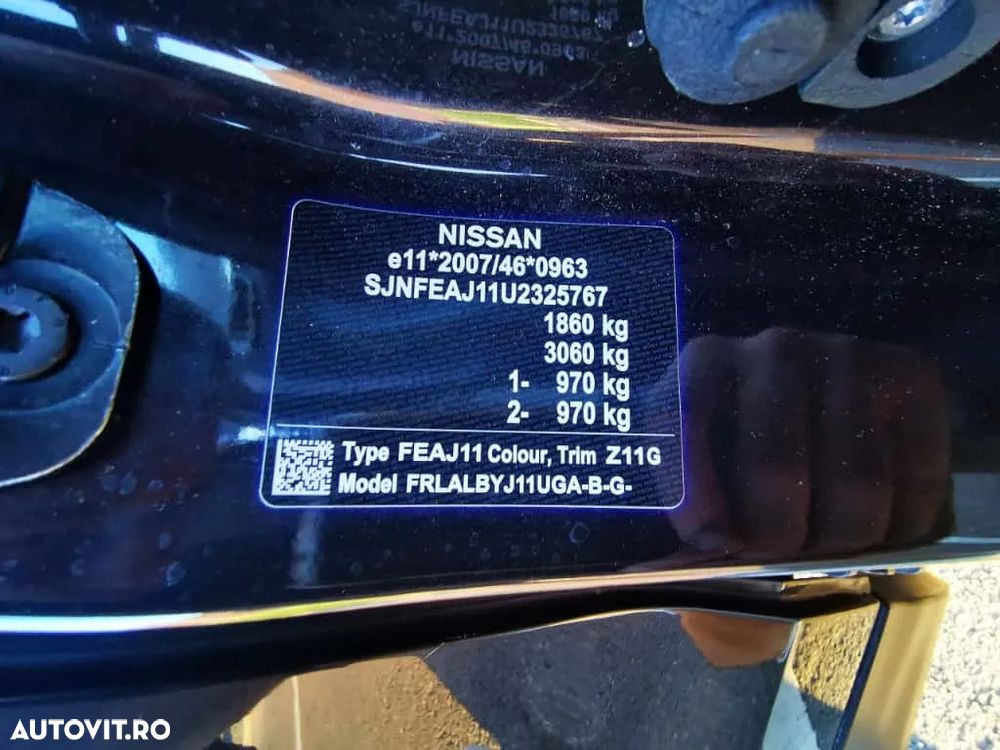 NISSAN
e11*2007/46*0963
SJNFEAJ11U2325767
1860 kg
3060 kg
1- 970 kg
2- 970 kg
Type FEAJ11 Colour, Trim Z11G
Model FRLALBYJ11UGA-B-G-
AUTOVIT.RO